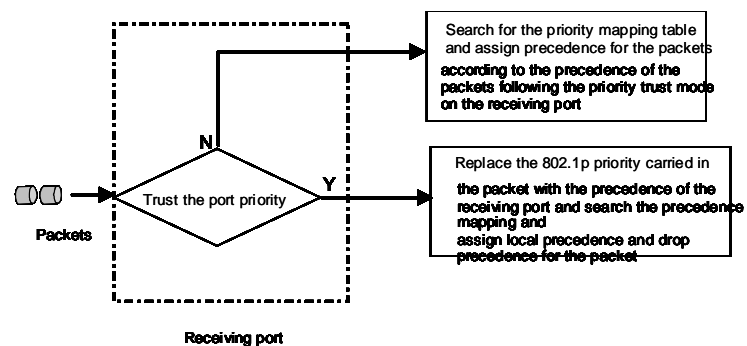 Search for the priority mapping table
and assign precedence for the packets
according to the precedence of the
packets following the priority trust mode
on the receiving port
N
Trust the port priority
Y
Packets
Replace the 802.1p priority carried in
the packet with the precedence of the
receiving port and search the precedence
mapping and
assign local precedence and drop
precedence for the packet
Receiving port